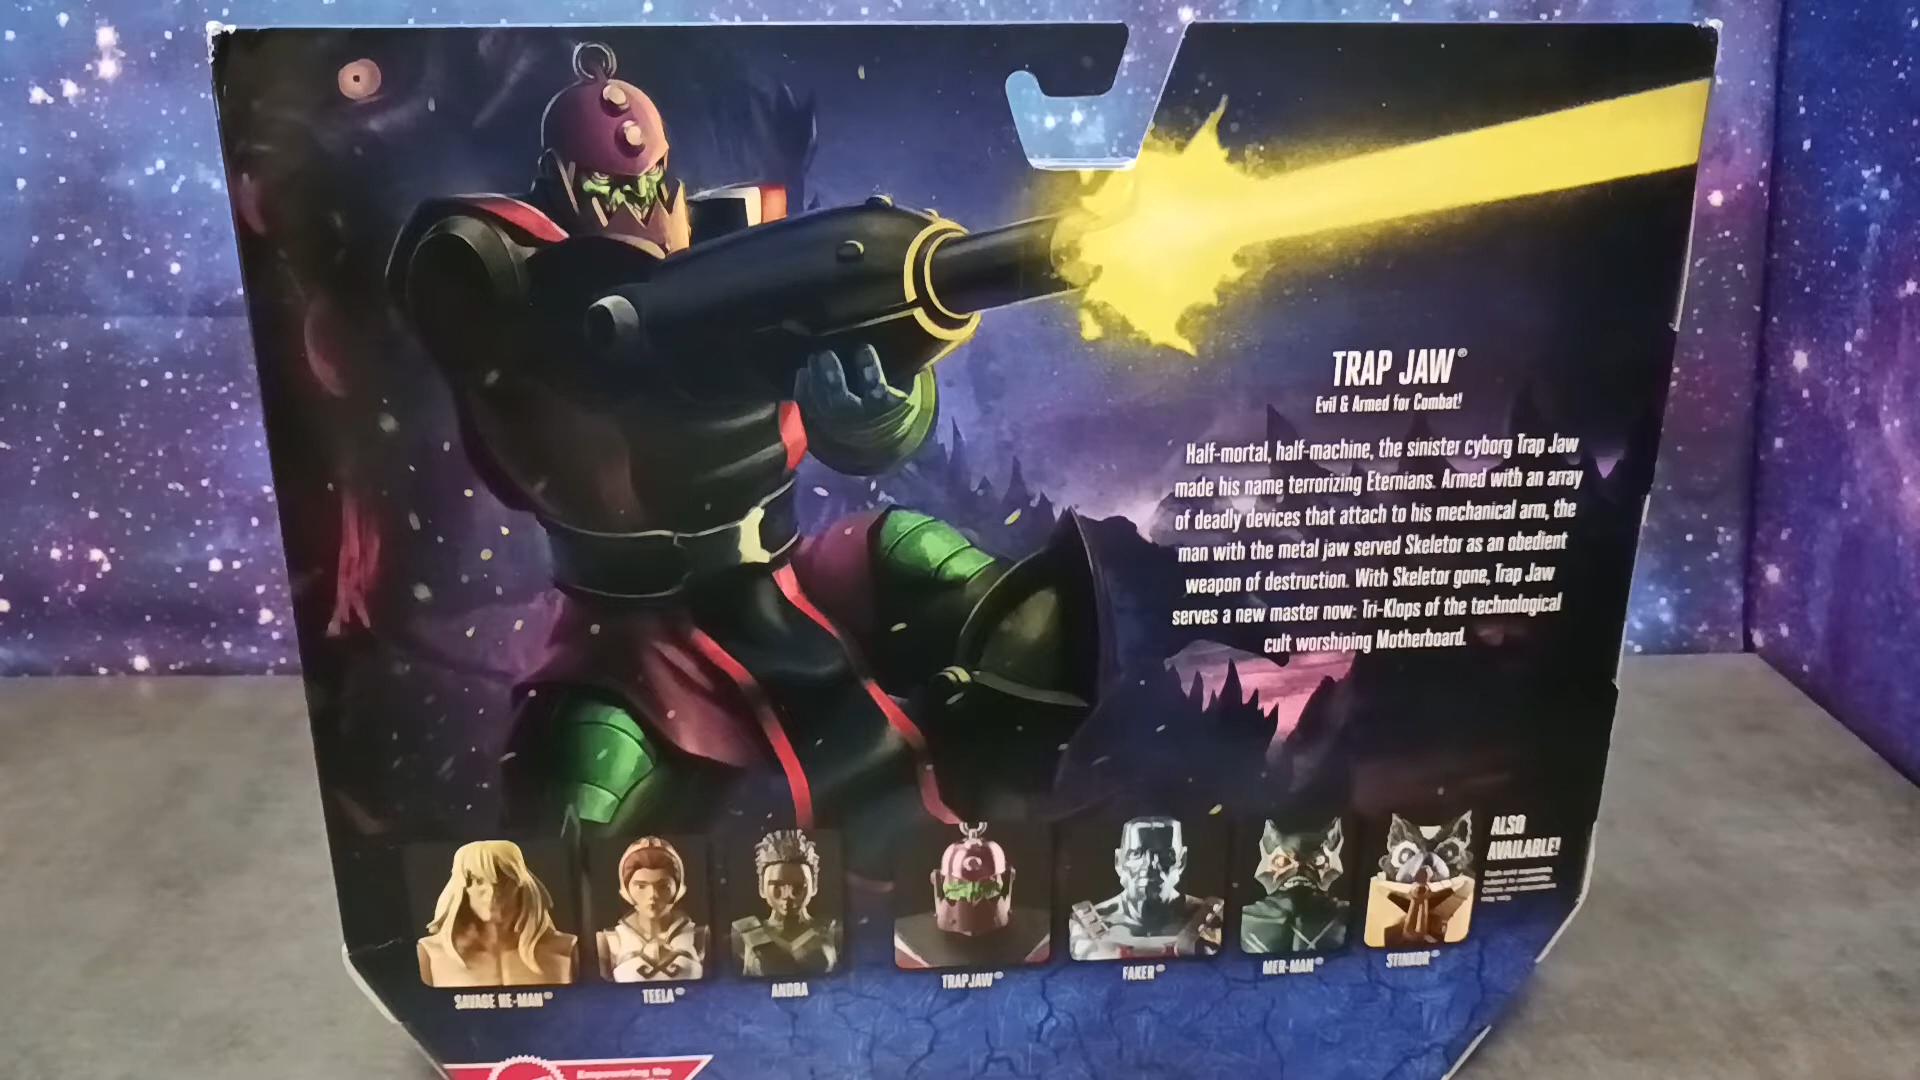 TRAP JAW®
Evil & Armed for Combat!
Half-mortal, half-machine, the sinister cyborg Trap Jaw
made his name terrorizing Eternians. Armed with an array
of deadly devices that attach to his mechanical arm, the
man with the metal jaw served Skeletor as an obedient
weapon of destruction. With Skeletor gone, Trap Jaw
serves a new master now: Tri-Klops of the technological
cult worshiping Motherboard.
ALSO
AVAILABLE!
SAVAGE HE-MAN®
TEELA®
ANDRA
TRAPJAW®
FAKER®
MER-MAN®
STINKOR®
Empowering the